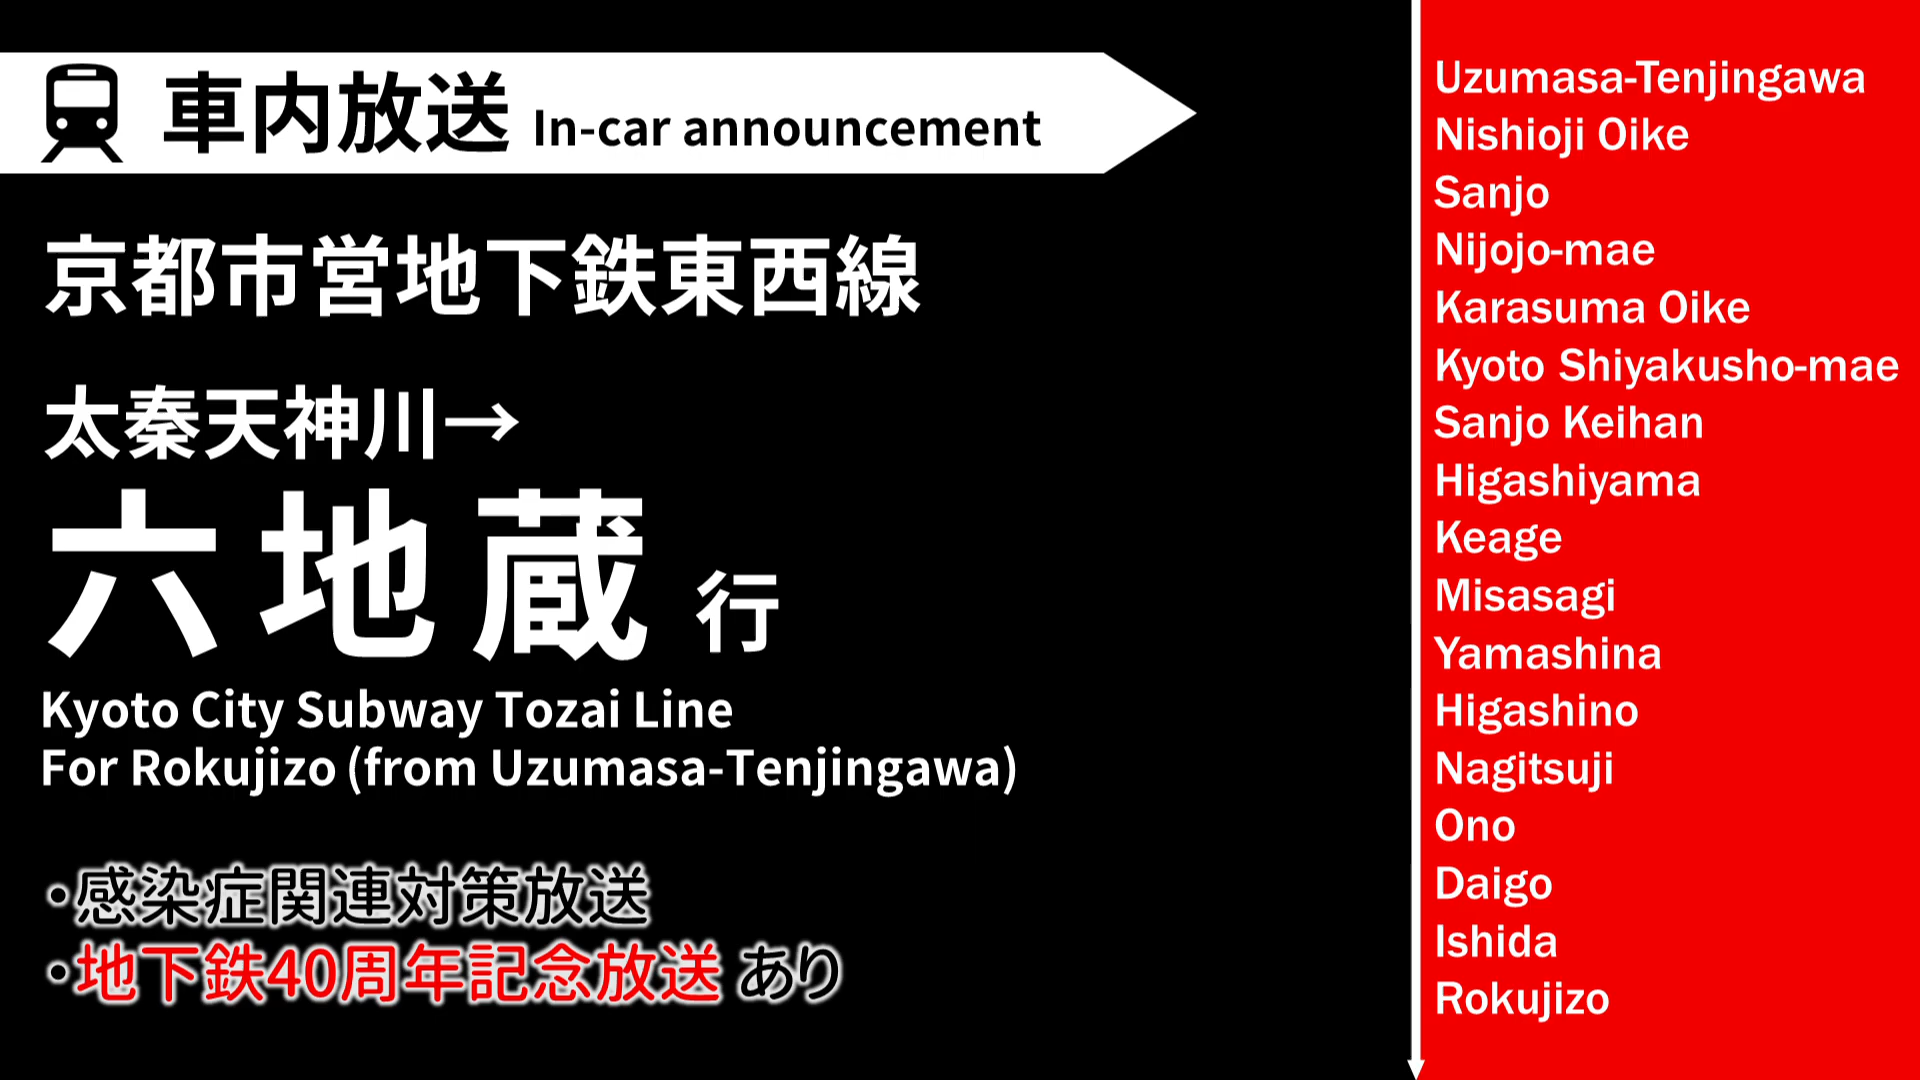 車内放送 In-car announcement
京都市営地下鉄東西線
太秦天神川→
六地蔵 行
Kyoto City Subway Tozai Line
For Rokujizo (from Uzumasa-Tenjingawa)
・感染症関連対策放送
・地下鉄40周年記念放送 あり
Uzumasa-Tenjingawa
Nishioji Oike
Sanjo
Nijojo-mae
Karasuma Oike
Kyoto Shiyakusho-mae
Sanjo Keihan
Higashiyama
Keage
Misasagi
Yamashina
Higashino
Nagitsuji
Ono
Daigo
Ishida
Rokujizo